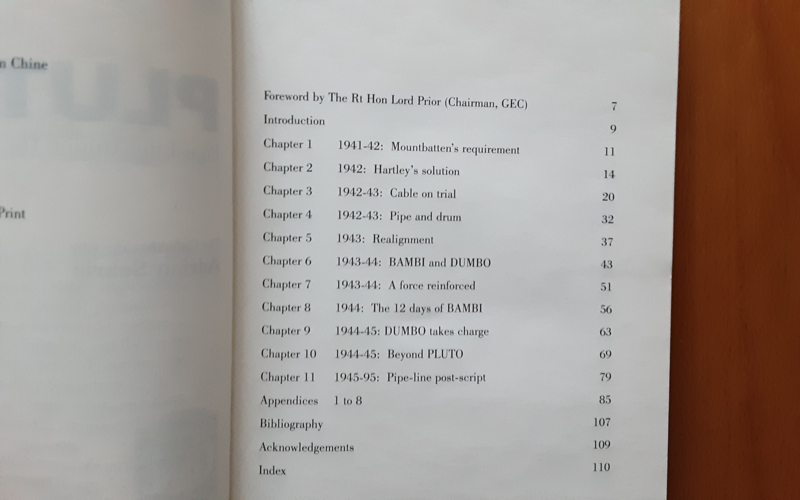 n Chine
Print
Foreword by The Rt Hon Lord Prior (Chairman, GEC) 7
Introduction 9
Chapter 1 1941-42: Mountbatten's requirement 11
Chapter 2 1942: Hartley's solution 14
Chapter 3 1942-43: Cable on trial 20
Chapter 4 1942-43: Pipe and drum 32
Chapter 5 1943: Realignment 37
Chapter 6 1943-44: BAMBI and DUMBO 43
Chapter 7 1943-44: A force reinforced 51
Chapter 8 1944: The 12 days of BAMBI 56
Chapter 9 1944-45: DUMBO takes charge 63
Chapter 10 1944-45: Beyond PLUTO 69
Chapter 11 1945-95: Pipe-line post-script 79
Appendices 1 to 8 85
Bibliography 107
Acknowledgements 109
Index 110